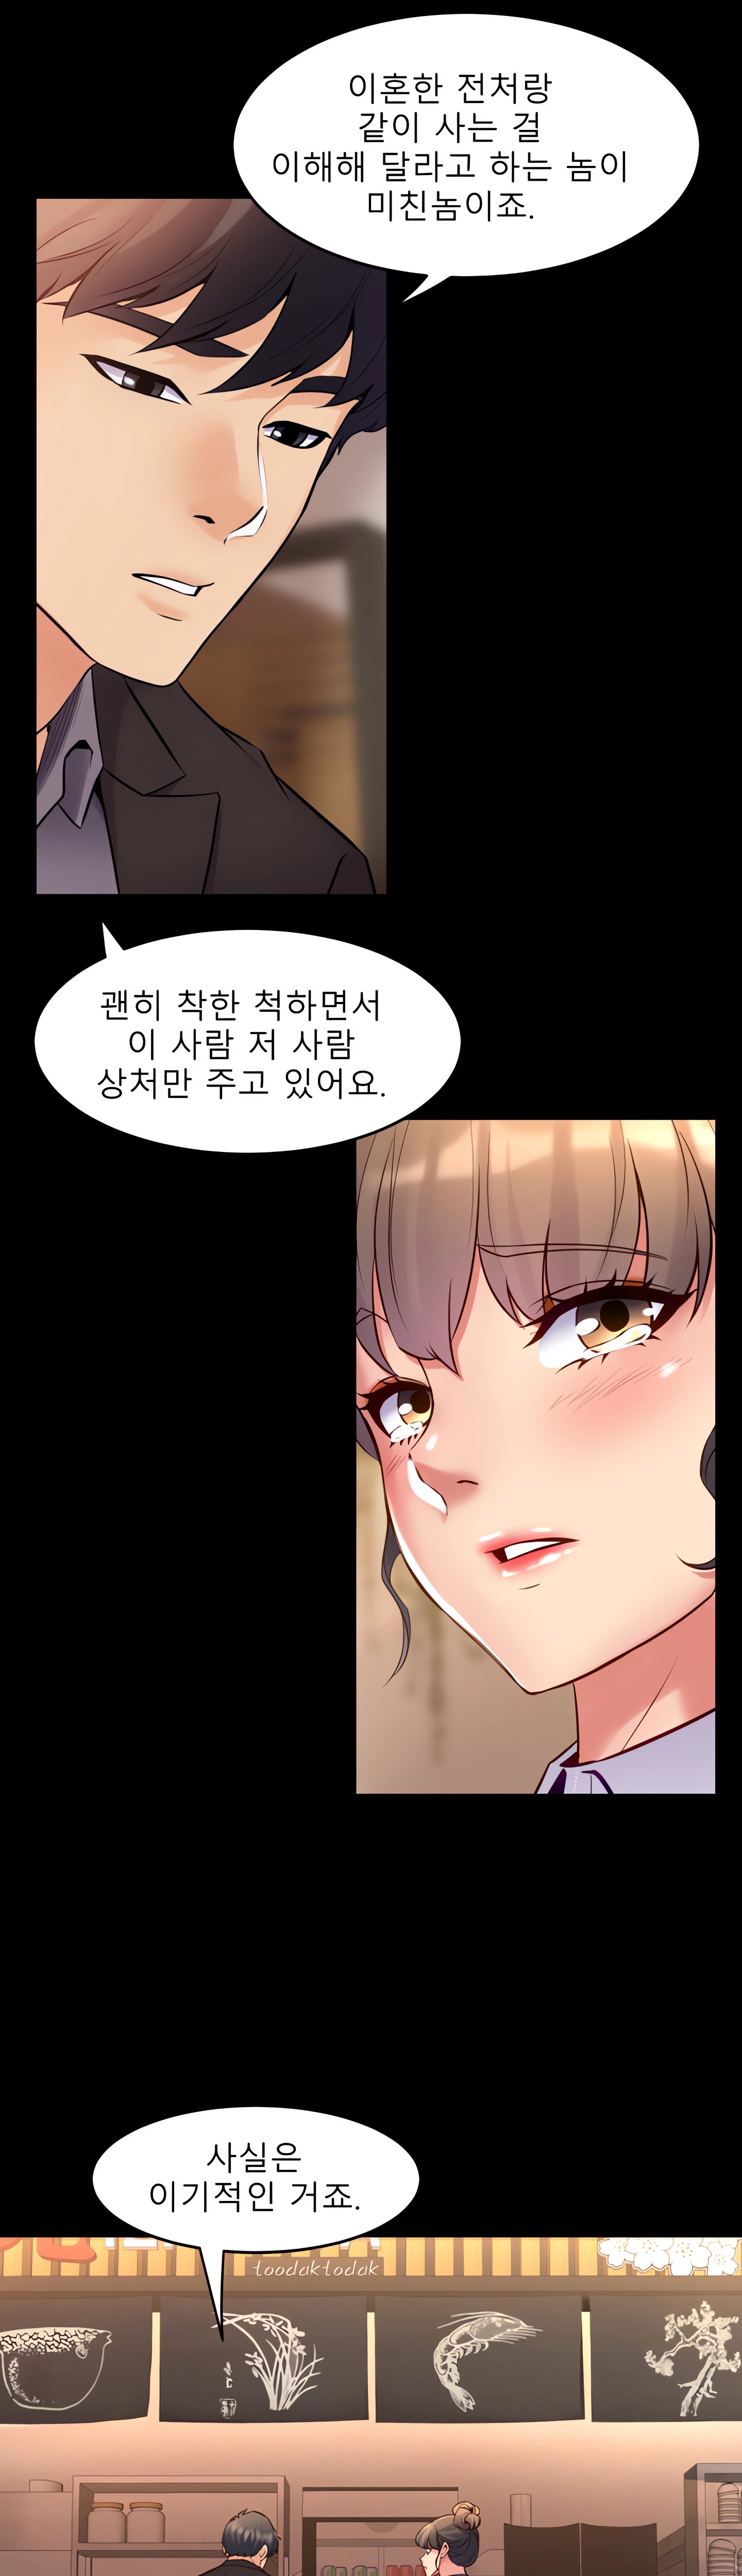 이혼한 전처랑
같이 사는 걸
이해해 달라고 하는 놈이
미친놈이죠.
괜히 착한 척하면서
이 사람 저 사람
상처만 주고 있어요.
사실은
이기적인 거죠.
toodaktodak